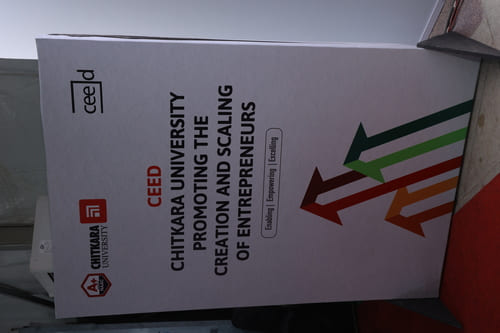 A+
CHITKARA
UNIVERSITY
ceed
CEED
CHITKARA UNIVERSITY
PROMOTING THE
CREATION AND SCALING
OF ENTREPRENEURS
Enabling | Empowering | Excelling